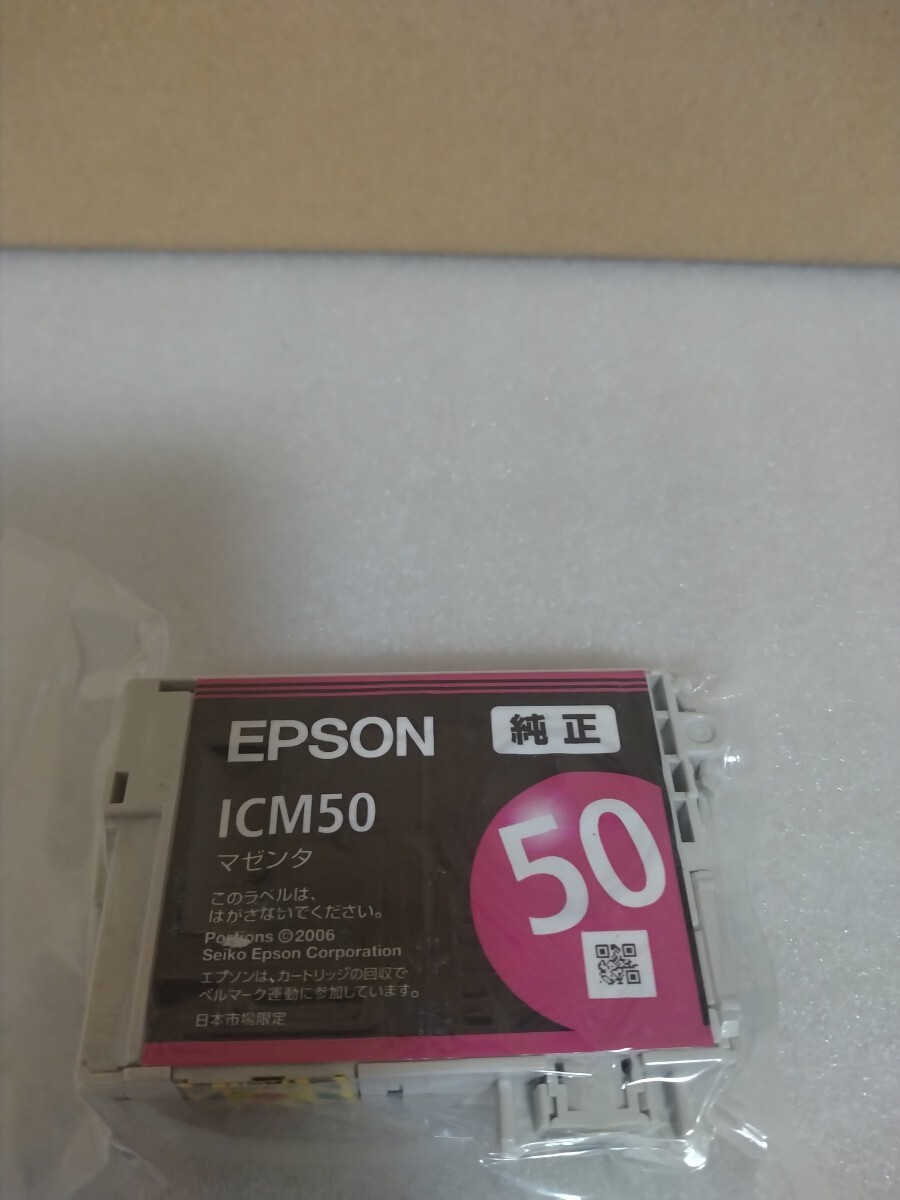 EPSON 純正
ICM50
マゼンタ
50
このラベルは、
はがさないでください。
Portions ©2006
Seiko Epson Corporation
エプソンは、カートリッジの回収で
ベルマーク運動に参加しています。
日本市場限定